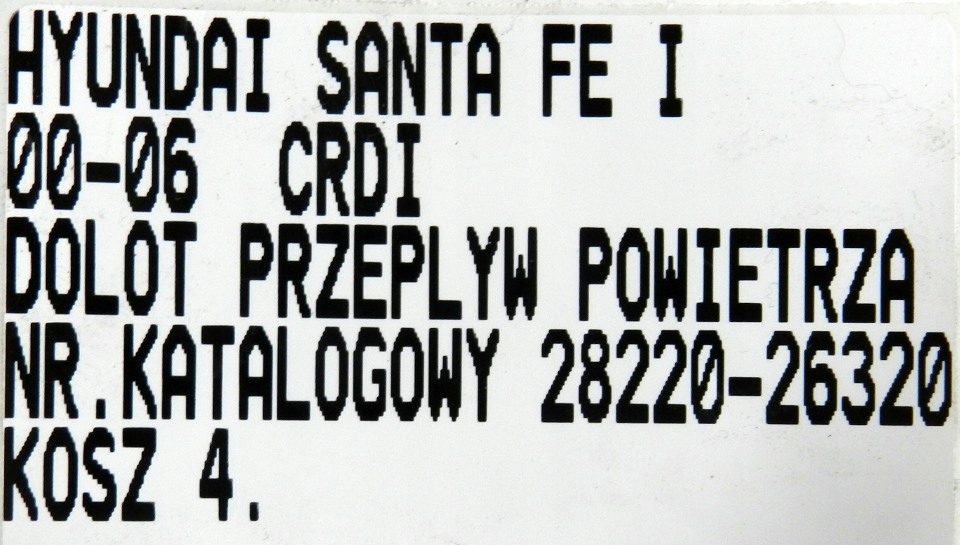 HYUNDAI SANTA FE I
00-06 CRDI
DOLOT PRZEPLYW POWIETRZA
NR.KATALOGOWY 28220-26320
KOSZ 4.